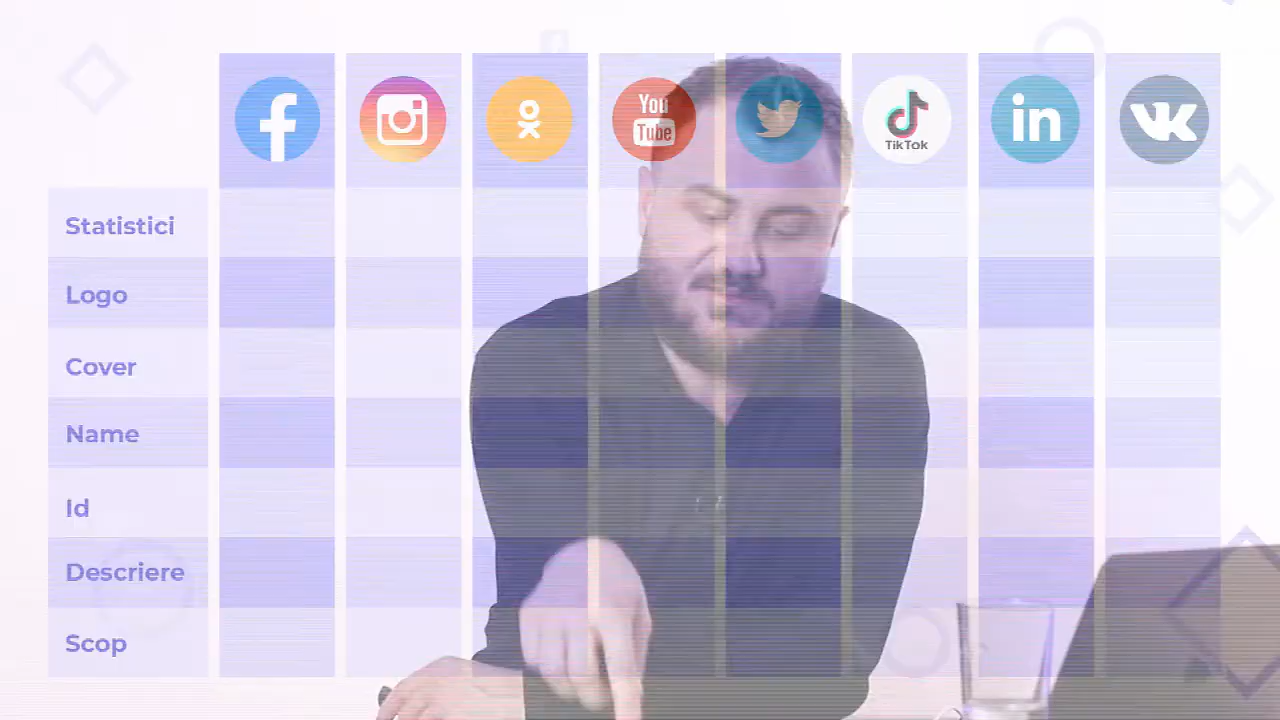 You
Tube
TikTok
in
Statistici
Logo
Cover
Name
Id
Descriere
Scop